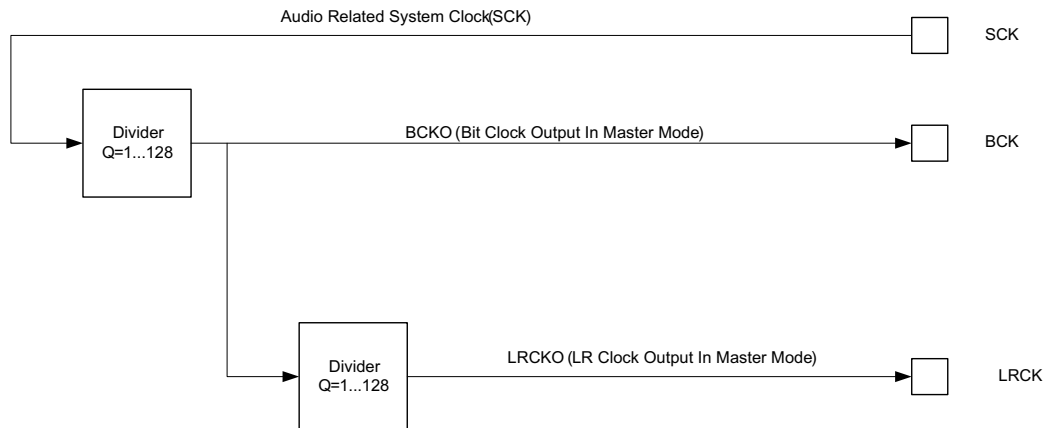 Audio Related System Clock(SCK)
SCK
Divider
Q=1...128
BCKO (Bit Clock Output In Master Mode)
BCK
Divider
Q=1...128
LRCKO (LR Clock Output In Master Mode)
LRCK